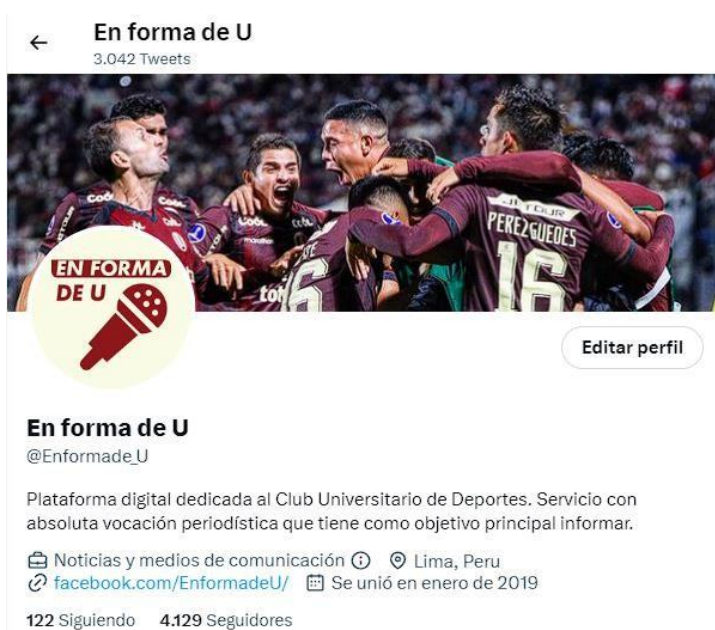 En forma de U
3.042 Tweets
JETOUR
PEREZGUEDES
16
16
EN FORMA
DE U
Editar perfil
En forma de U
@Enformade_U
Plataforma digital dedicada al Club Universitario de Deportes. Servicio con
absoluta vocación periodística que tiene como objetivo principal informar.
Noticias y medios de comunicación Lima, Peru
facebook.com/EnformadeU/ Se unió en enero de 2019
122 Siguiendo 4.129 Seguidores